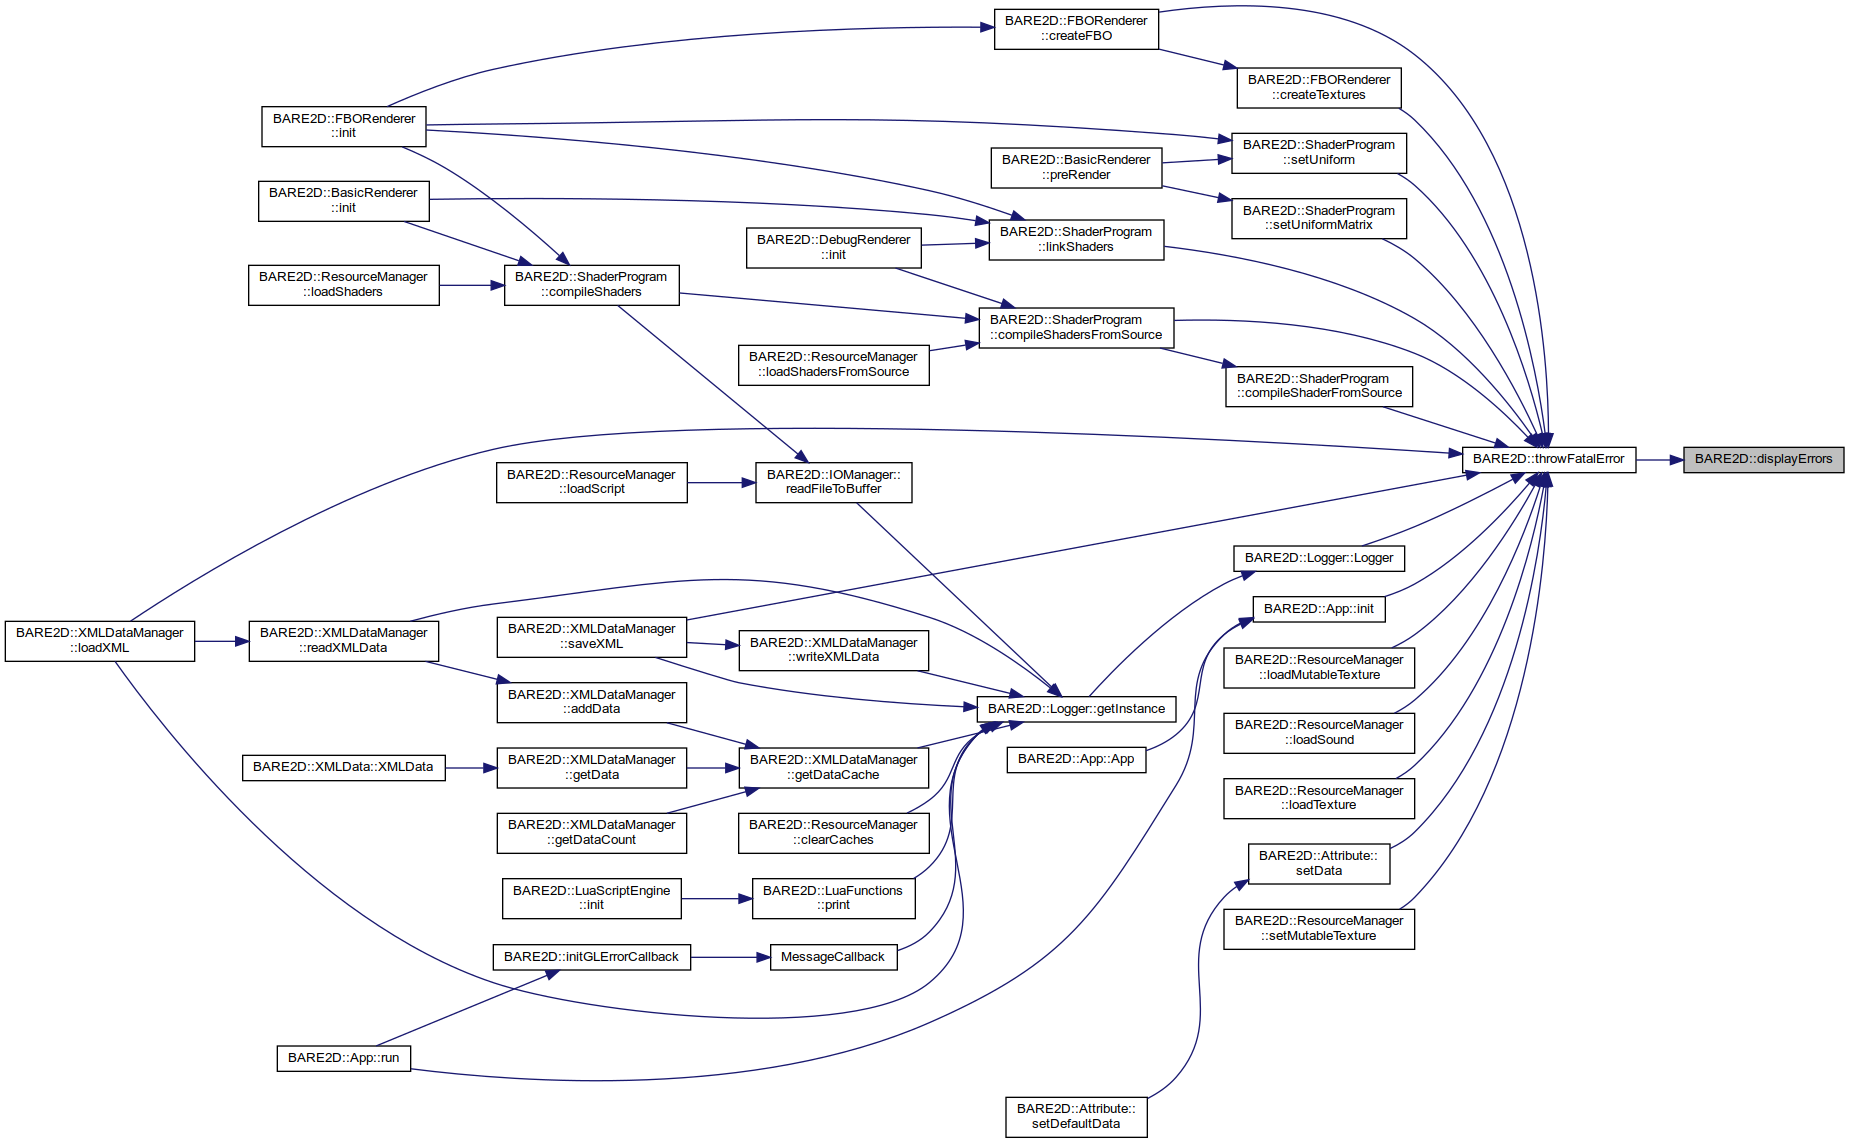 BARE2D::FBORenderer
::createFBO
BARE2D::FBORenderer
::createTextures
BARE2D::FBORenderer
::init
BARE2D::ShaderProgram
::setUniform
BARE2D::BasicRenderer
::preRender
BARE2D::BasicRenderer
::init
BARE2D::ShaderProgram
::setUniformMatrix
BARE2D::ShaderProgram
::linkShaders
BARE2D::DebugRenderer
::init
BARE2D::ResourceManager
::loadShaders
BARE2D::ShaderProgram
::compileShaders
BARE2D::ShaderProgram
::compileShadersFromSource
BARE2D::ResourceManager
::loadShadersFromSource
BARE2D::ShaderProgram
::compileShaderFromSource
BARE2D::throwFatalError
BARE2D::displayErrors
BARE2D::ResourceManager
::loadScript
BARE2D::IOManager::
readFileToBuffer
BARE2D::Logger::Logger
BARE2D::App::init
BARE2D::XMLDataManager
::loadXML
BARE2D::XMLDataManager
::readXMLData
BARE2D::XMLDataManager
::saveXML
BARE2D::XMLDataManager
::writeXMLData
BARE2D::ResourceManager
::loadMutableTexture
BARE2D::XMLDataManager
::addData
BARE2D::Logger::getInstance
BARE2D::ResourceManager
::loadSound
BARE2D::XMLData::XMLData
BARE2D::XMLDataManager
::getData
BARE2D::XMLDataManager
::getDataCache
BARE2D::App::App
BARE2D::ResourceManager
::loadTexture
BARE2D::XMLDataManager
::getDataCount
BARE2D::ResourceManager
::clearCaches
BARE2D::Attribute::
setData
BARE2D::LuaScriptEngine
::init
BARE2D::LuaFunctions
::print
BARE2D::ResourceManager
::setMutableTexture
BARE2D::initGLErrorCallback
MessageCallback
BARE2D::App::run
BARE2D::Attribute::
setDefaultData